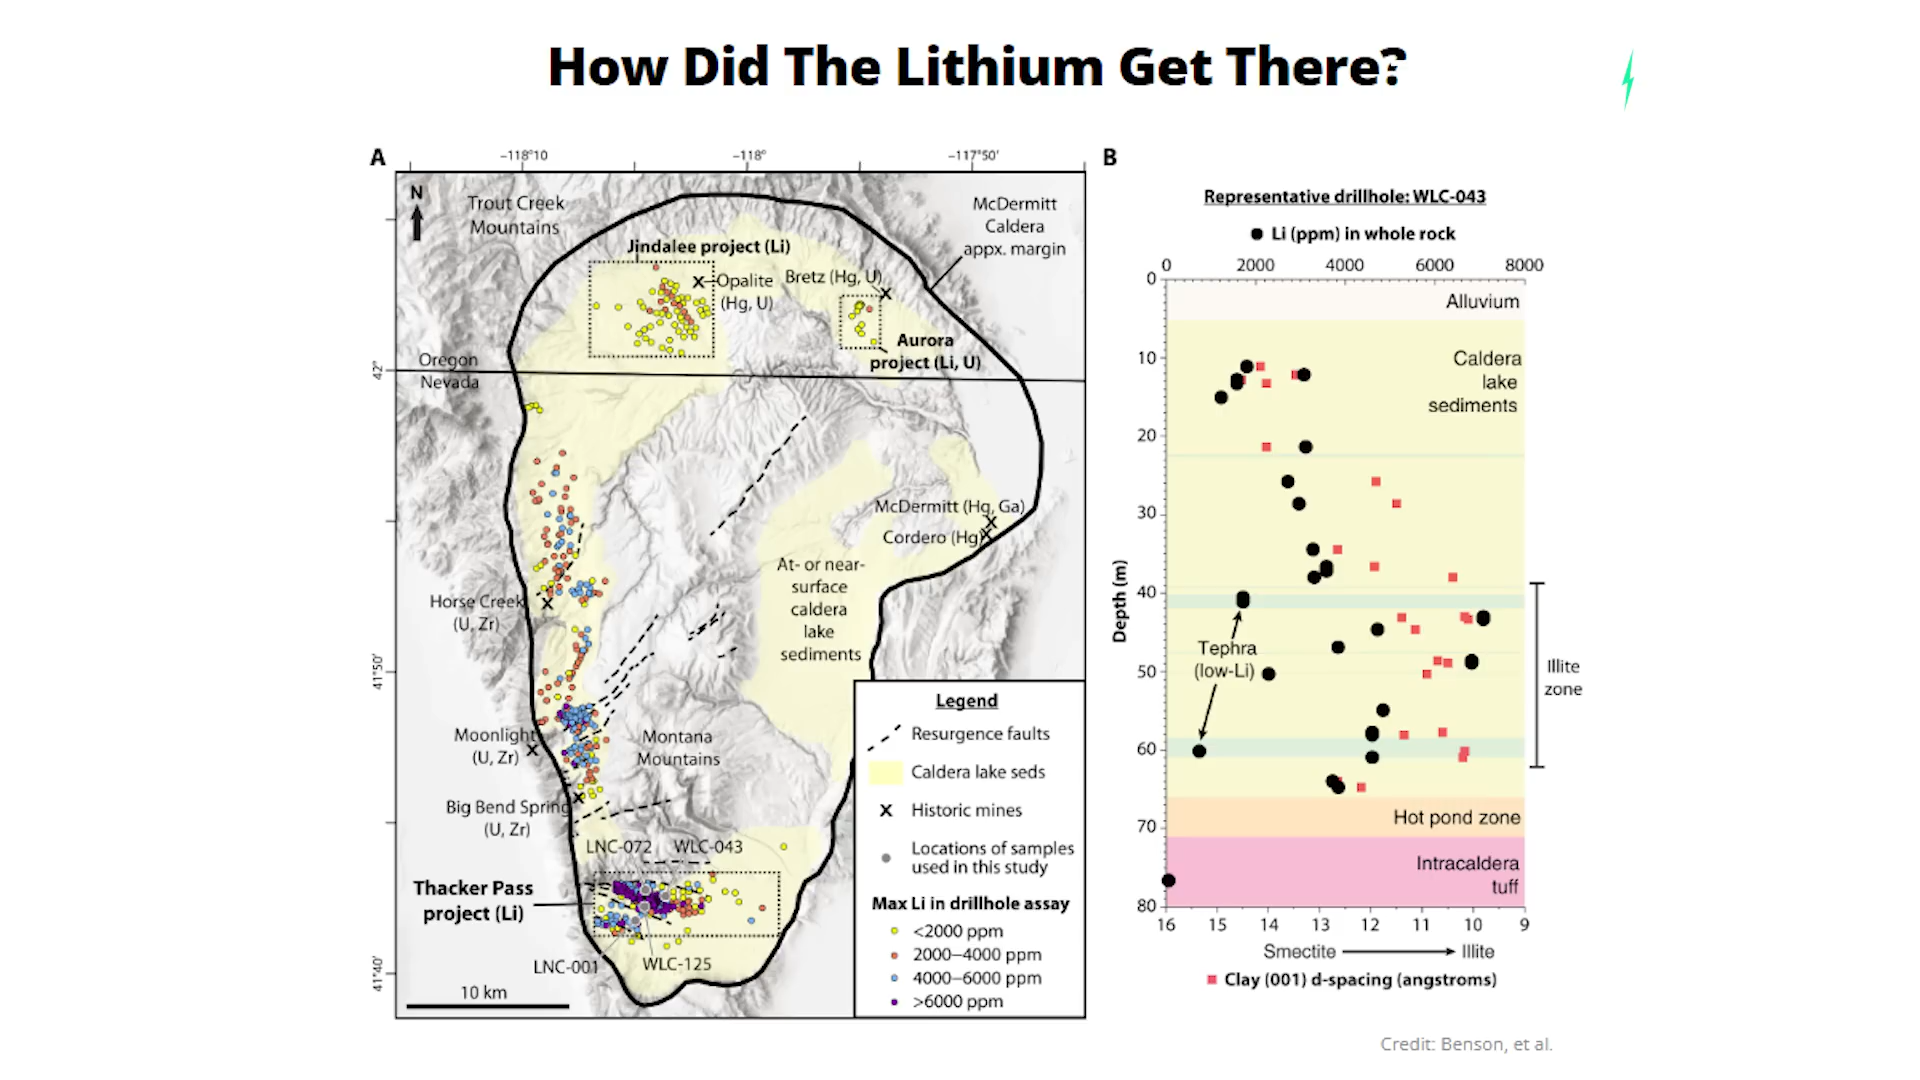 How Did The Lithium Get There?
A
−118°10'
−118°
−117°50'
N
Trout Creek
Mountains
McDermitt
Caldera
appx. margin
Jindalee project (Li)
Opalite
(Hg, U)
Bretz (Hg, U)
Aurora
project (Li, U)
Oregon
Nevada
42°
McDermitt (Hg, Ga)
Cordero (Hg)
At- or near-
surface
caldera
lake
sediments
Horse Creek
(U, Zr)
41°50'
Moonlight
(U, Zr)
Montana
Mountains
Big Bend Spring
(U, Zr)
LNC-072
WLC-043
Thacker Pass
project (Li)
LNC-001
WLC-125
41°40'
10 km
Legend
Resurgence faults
Caldera lake seds
Historic mines
Locations of samples
used in this study
Max Li in drillhole assay
<2000 ppm
2000–4000 ppm
4000–6000 ppm
>6000 ppm
B
Representative drillhole: WLC-043
Li (ppm) in whole rock
0 2000 4000 6000 8000
0
10
20
30
40
50
60
70
80
Depth (m)
Alluvium
Caldera
lake
sediments
Tephra
(low-Li)
Illite
zone
Hot pond zone
Intracaldera
tuff
16 15 14 13 12 11 10 9
Smectite Illite
Clay (001) d-spacing (angstroms)
Credit: Benson, et al.